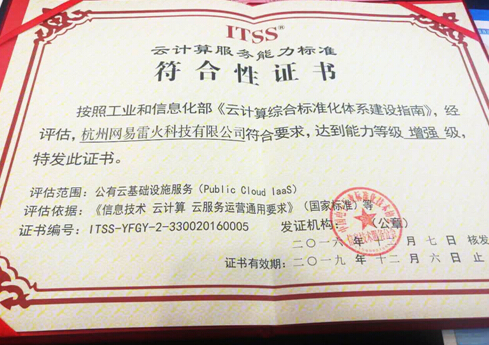 ITSS®
云计算服务能力标准
符合性证书
按照工业和信息化部《云计算综合标准化体系建设指南》,经
评估,杭州网易雷火科技有限公司符合要求,达到能力等级 增强 级,
特发此证书。
评估范围:公有云基础设施服务(Public Cloud IaaS)
评估依据:《信息技术 云计算 云服务运营通用要求》(国家标准)等
证书编号:ITSS-YFGY-2-330020160005 发证机构: (公章)
二〇一六年十二月七日 核发
证书有效期:二〇一九年十二月六日止